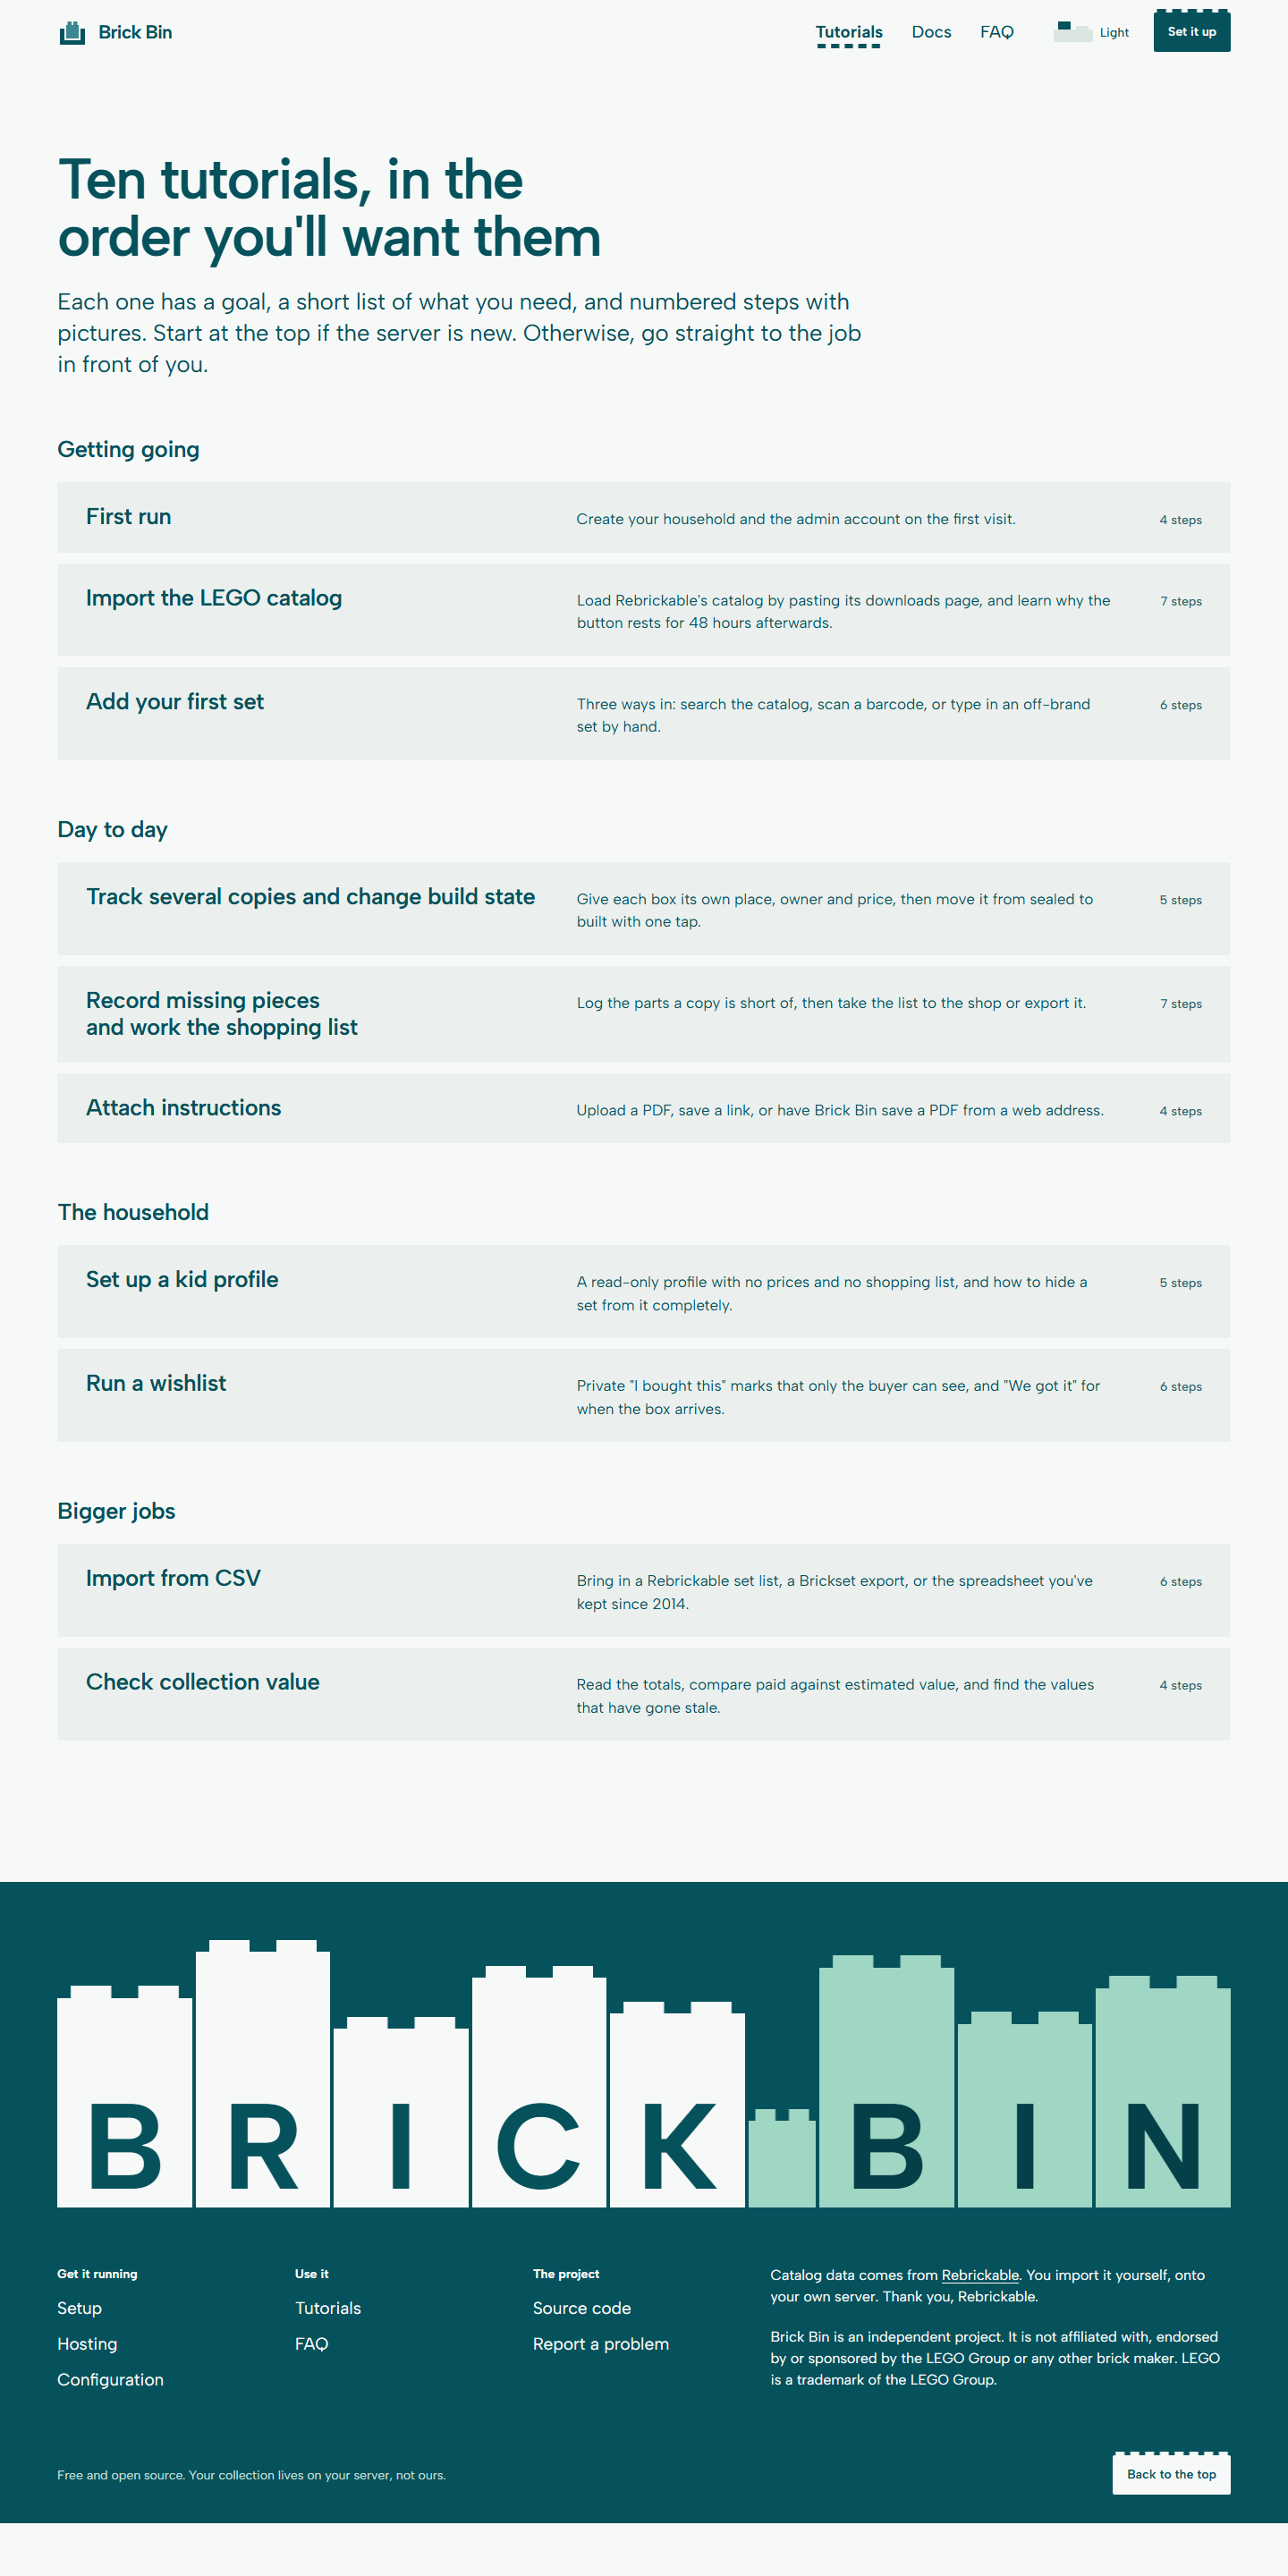 Brick Bin
Tutorials
Docs
FAQ
Light
Set it up
Ten tutorials, in the
order you'll want them
Each one has a goal, a short list of what you need, and numbered steps with
pictures. Start at the top if the server is new. Otherwise, go straight to the job
in front of you.
Getting going
First run
Create your household and the admin account on the first visit.
4 steps
Import the LEGO catalog
Load Rebrickable's catalog by pasting its downloads page, and learn why the
button rests for 48 hours afterwards.
7 steps
Add your first set
Three ways in: search the catalog, scan a barcode, or type in an off-brand
set by hand.
6 steps
Day to day
Track several copies and change build state
Give each box its own place, owner and price, then move it from sealed to
built with one tap.
5 steps
Record missing pieces
and work the shopping list
Log the parts a copy is short of, then take the list to the shop or export it.
7 steps
Attach instructions
Upload a PDF, save a link, or have Brick Bin save a PDF from a web address.
4 steps
The household
Set up a kid profile
A read-only profile with no prices and no shopping list, and how to hide a
set from it completely.
5 steps
Run a wishlist
Private "I bought this" marks that only the buyer can see, and "We got it" for
when the box arrives.
6 steps
Bigger jobs
Import from CSV
Bring in a Rebrickable set list, a Brickset export, or the spreadsheet you've
kept since 2014.
6 steps
Check collection value
Read the totals, compare paid against estimated value, and find the values
that have gone stale.
4 steps
BRICK BIN
Get it running
Setup
Hosting
Configuration
Use it
Tutorials
FAQ
The project
Source code
Report a problem
Catalog data comes from Rebrickable. You import it yourself, onto
your own server. Thank you, Rebrickable.
Brick Bin is an independent project. It is not affiliated with, endorsed
by or sponsored by the LEGO Group or any other brick maker. LEGO
is a trademark of the LEGO Group.
Free and open source. Your collection lives on your server, not ours.
Back to the top